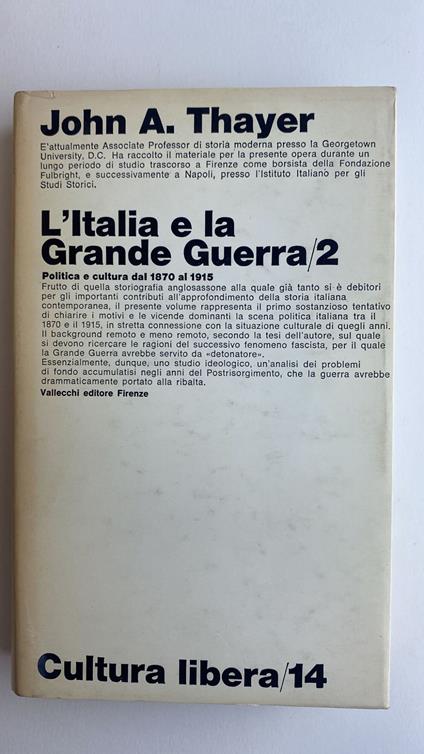 John A. Thayer
E'attualmente Associate Professor di storia moderna presso la Georgetown
University, D.C. Ha raccolto il materiale per la presente opera durante un
lungo periodo di studio trascorso a Firenze come borsista della Fondazione
Fulbright, e successivamente a Napoli, presso l'Istituto Italiano per gli
Studi Storici.
L'Italia e la
Grande Guerra/2
Politica e cultura dal 1870 al 1915
Frutto di quella storiografia anglosassone alla quale già tanto si è debitori
per gli importanti contributi all'approfondimento della storia italiana
contemporanea, il presente volume rappresenta il primo sostanzioso tentativo
di chiarire i motivi e le vicende dominanti la scena politica italiana tra il
1870 e il 1915, in stretta connessione con la situazione culturale di quegli anni.
Il background remoto e meno remoto, secondo la tesi dell'autore, sul quale
si devono ricercare le ragioni del successivo fenomeno fascista, per il quale
la Grande Guerra avrebbe servito da «detonatore».
Essenzialmente, dunque, uno studio ideologico, un'analisi dei problemi
di fondo accumulatisi negli anni del Postrisorgimento, che la guerra avrebbe
drammaticamente portato alla ribalta.
Vallecchi editore Firenze
Cultura libera/14